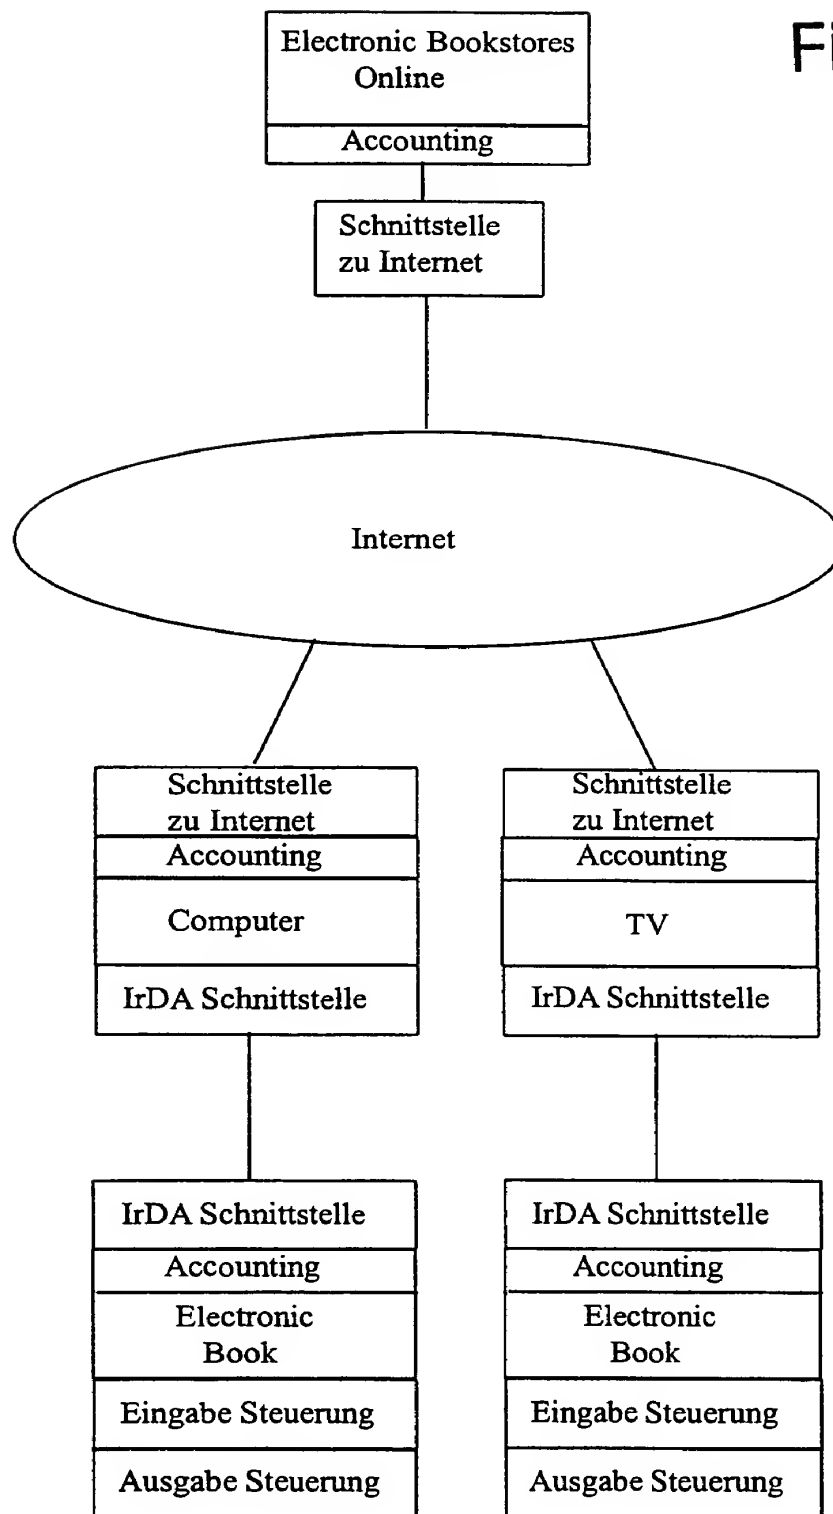 Electronic Bookstores
Online
Accounting
Schnittstelle
zu Internet
Internet
Schnittstelle
zu Internet
Accounting
Computer
IrDA Schnittstelle
Schnittstelle
zu Internet
Accounting
TV
IrDA Schnittstelle
IrDA Schnittstelle
Accounting
Electronic
Book
Eingabe Steuerung
Ausgabe Steuerung
IrDA Schnittstelle
Accounting
Electronic
Book
Eingabe Steuerung
Ausgabe Steuerung